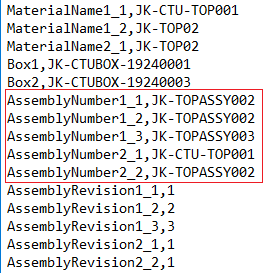 MaterialName1_1,JK-CTU-TOP001
MaterialName1_2,JK-TOP02
MaterialName2_1,JK-TOP02
Box1,JK-CTUBOX-19240001
Box2,JK-CTUBOX-19240003
AssemblyNumber1_1,JK-TOPASSY002
AssemblyNumber1_2,JK-TOPASSY002
AssemblyNumber1_3,JK-TOPASSY003
AssemblyNumber2_1,JK-CTU-TOP001
AssemblyNumber2_2,JK-TOPASSY002
AssemblyRevision1_1,1
AssemblyRevision1_2,2
AssemblyRevision1_3,3
AssemblyRevision2_1,1
AssemblyRevision2_2,1